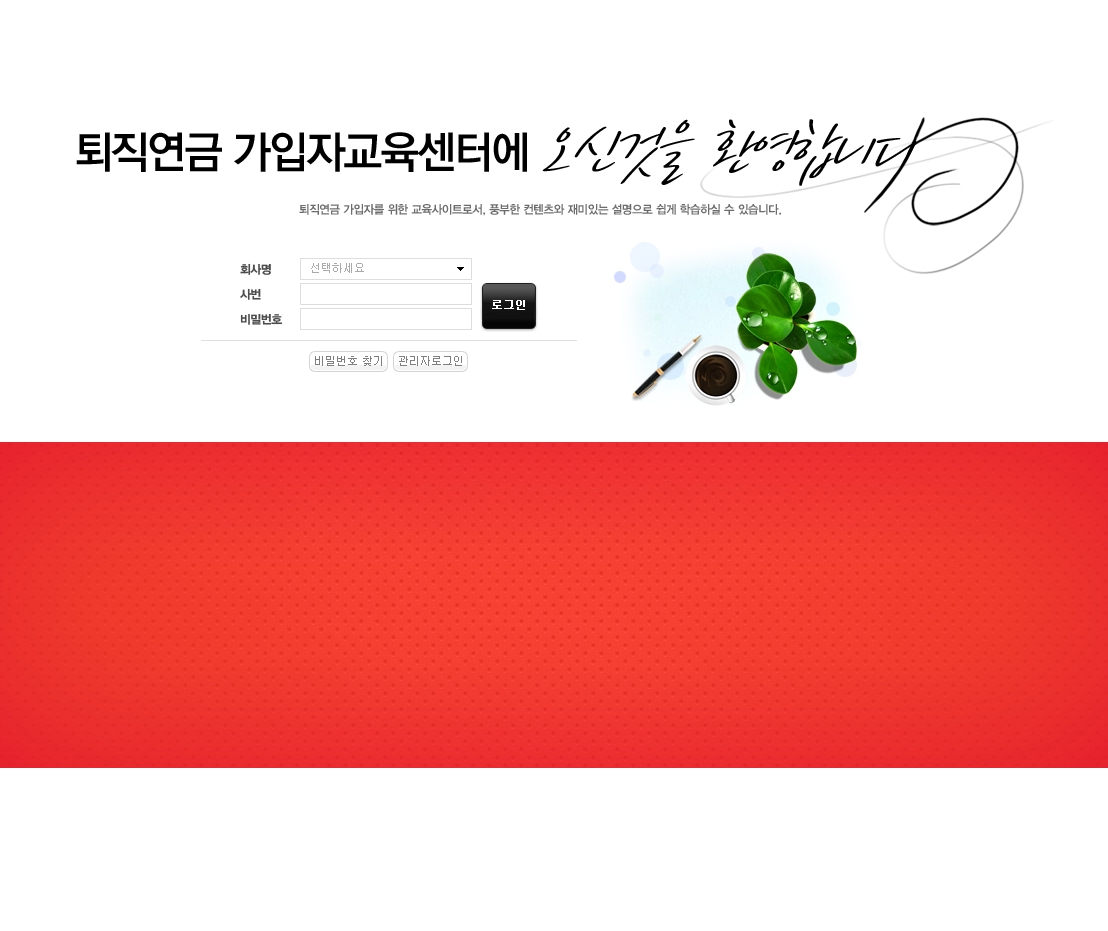 퇴직연금 가입자교육센터에 오신것을 환영합니다
퇴직연금 가입자를 위한 교육사이트로서, 풍부한 컨텐츠와 재미있는 설명으로 쉽게 학습하실 수 있습니다.
회사명 선택하세요
사번
로그인
비밀번호
비밀번호 찾기 관리자로그인